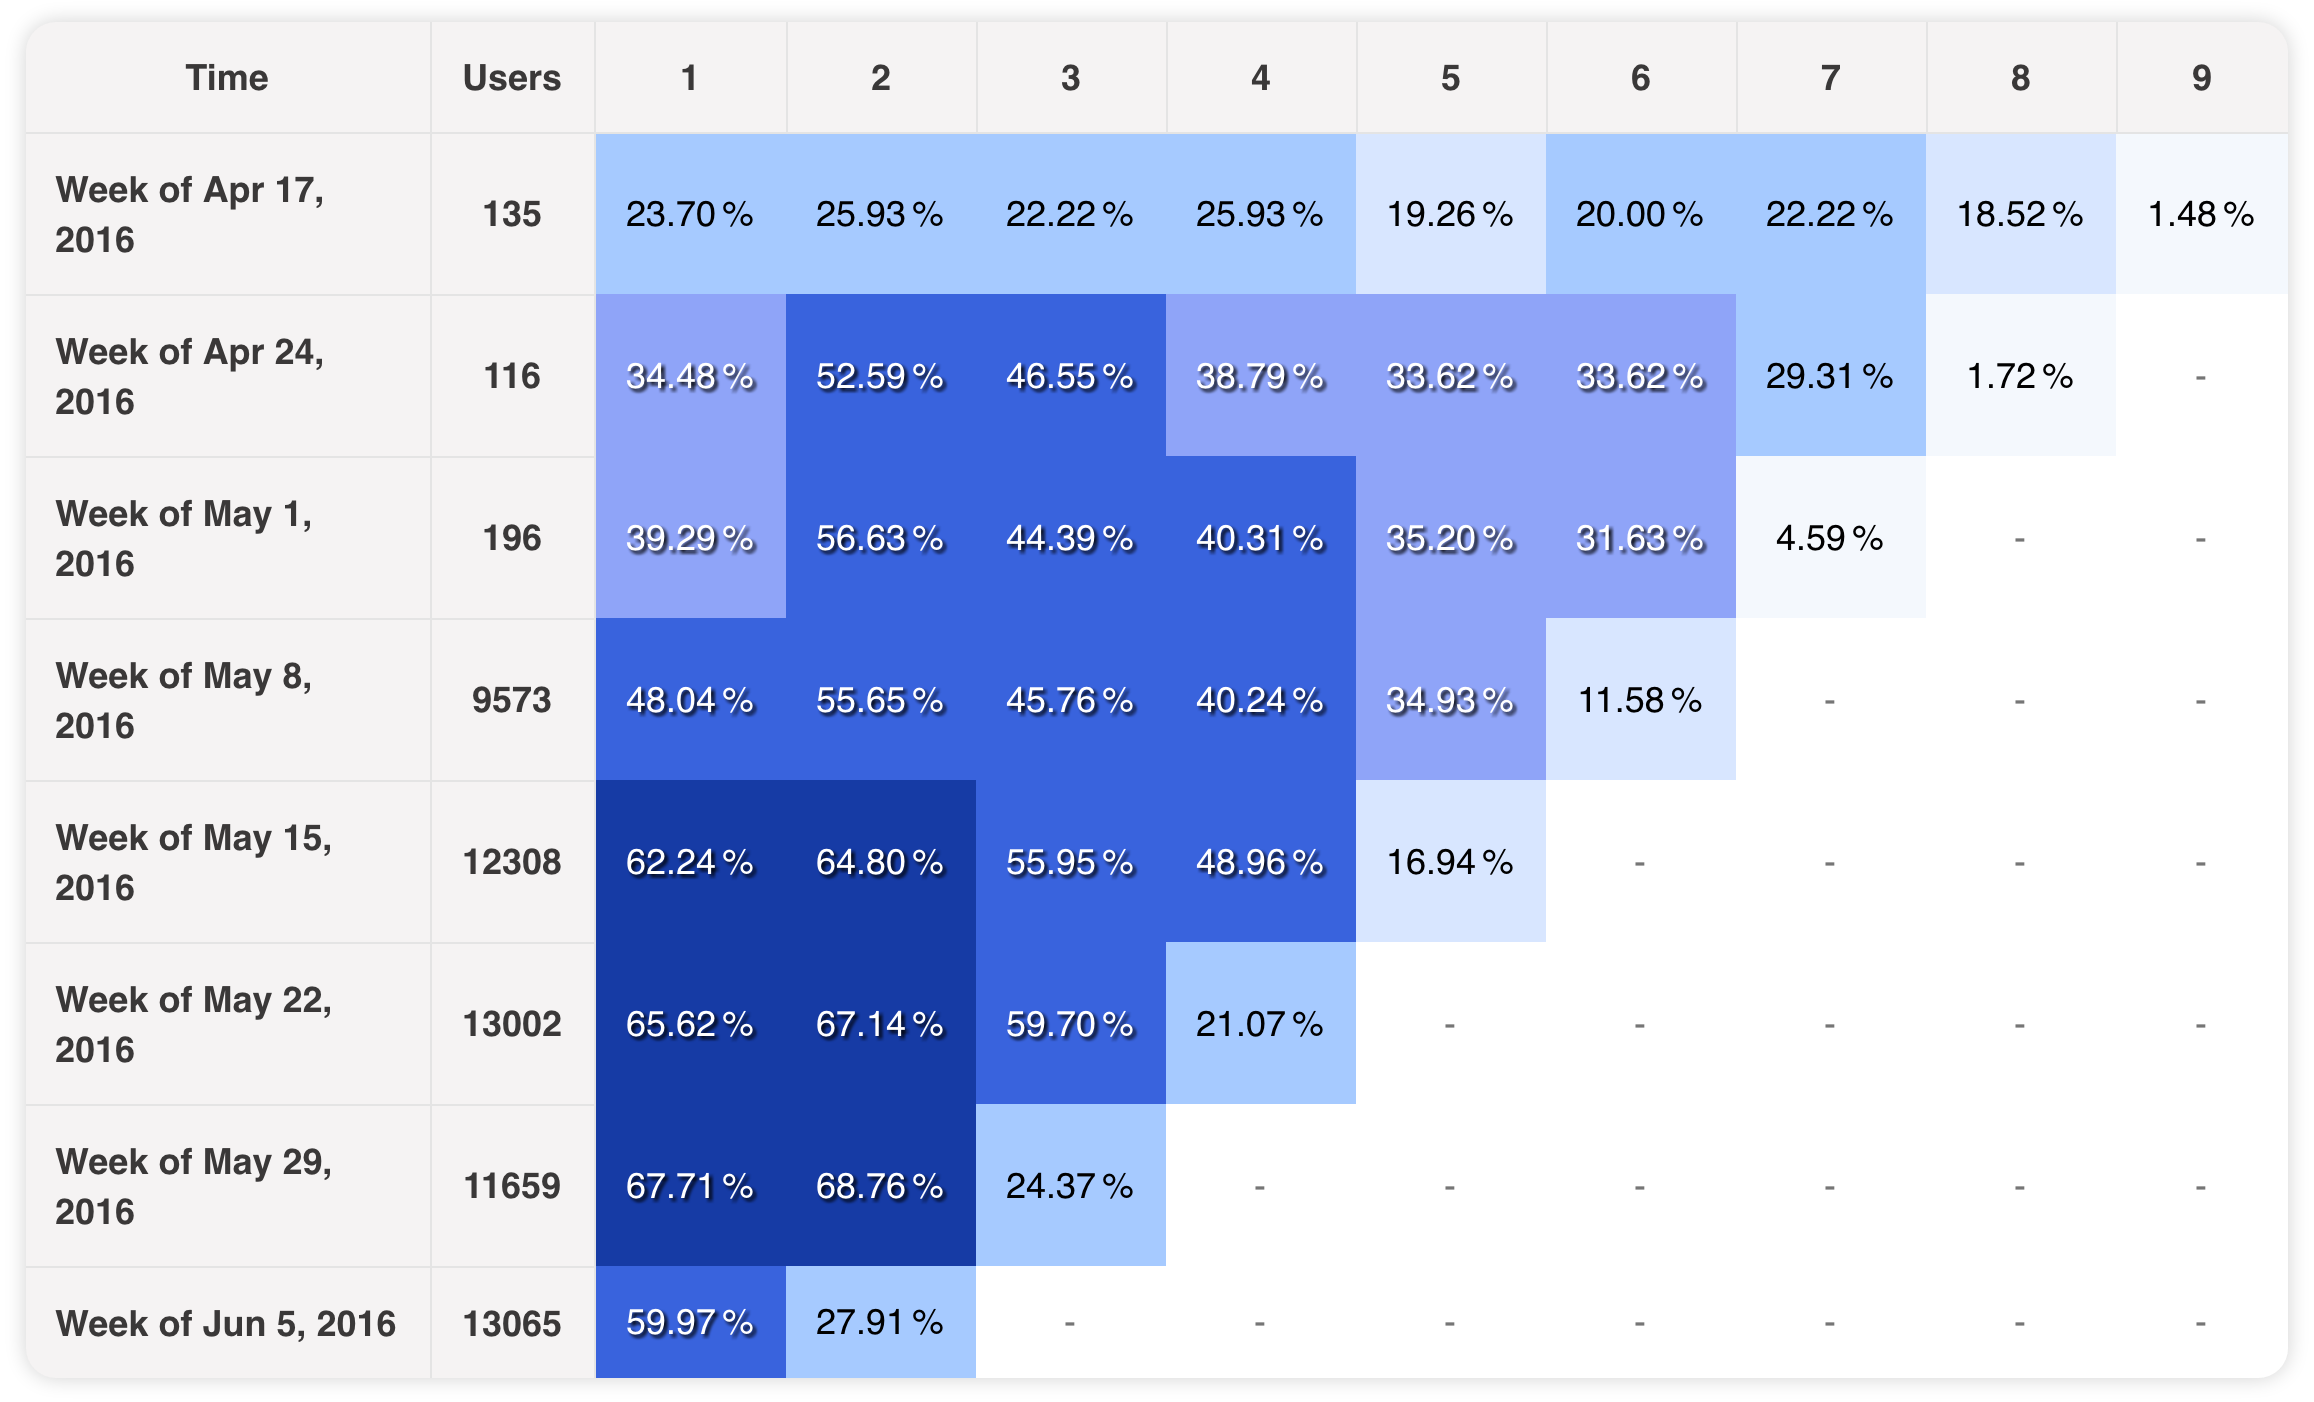 Time Users 1 2 3 4 5 6 7 8 9
Week of Apr 17,
2016 135 23.70 % 25.93 % 22.22 % 25.93 % 19.26 % 20.00 % 22.22 % 18.52 % 1.48 %
Week of Apr 24,
2016 116 34.48 % 52.59 % 46.55 % 38.79 % 33.62 % 33.62 % 29.31 % 1.72 % -
Week of May 1,
2016 196 39.29 % 56.63 % 44.39 % 40.31 % 35.20 % 31.63 % 4.59 % - -
Week of May 8,
2016 9573 48.04 % 55.65 % 45.76 % 40.24 % 34.93 % 11.58 % - - -
Week of May 15,
2016 12308 62.24 % 64.80 % 55.95 % 48.96 % 16.94 % - - - -
Week of May 22,
2016 13002 65.62 % 67.14 % 59.70 % 21.07 % - - - - -
Week of May 29,
2016 11659 67.71 % 68.76 % 24.37 % - - - - - -
Week of Jun 5, 2016 13065 59.97 % 27.91 % - - - - - - -